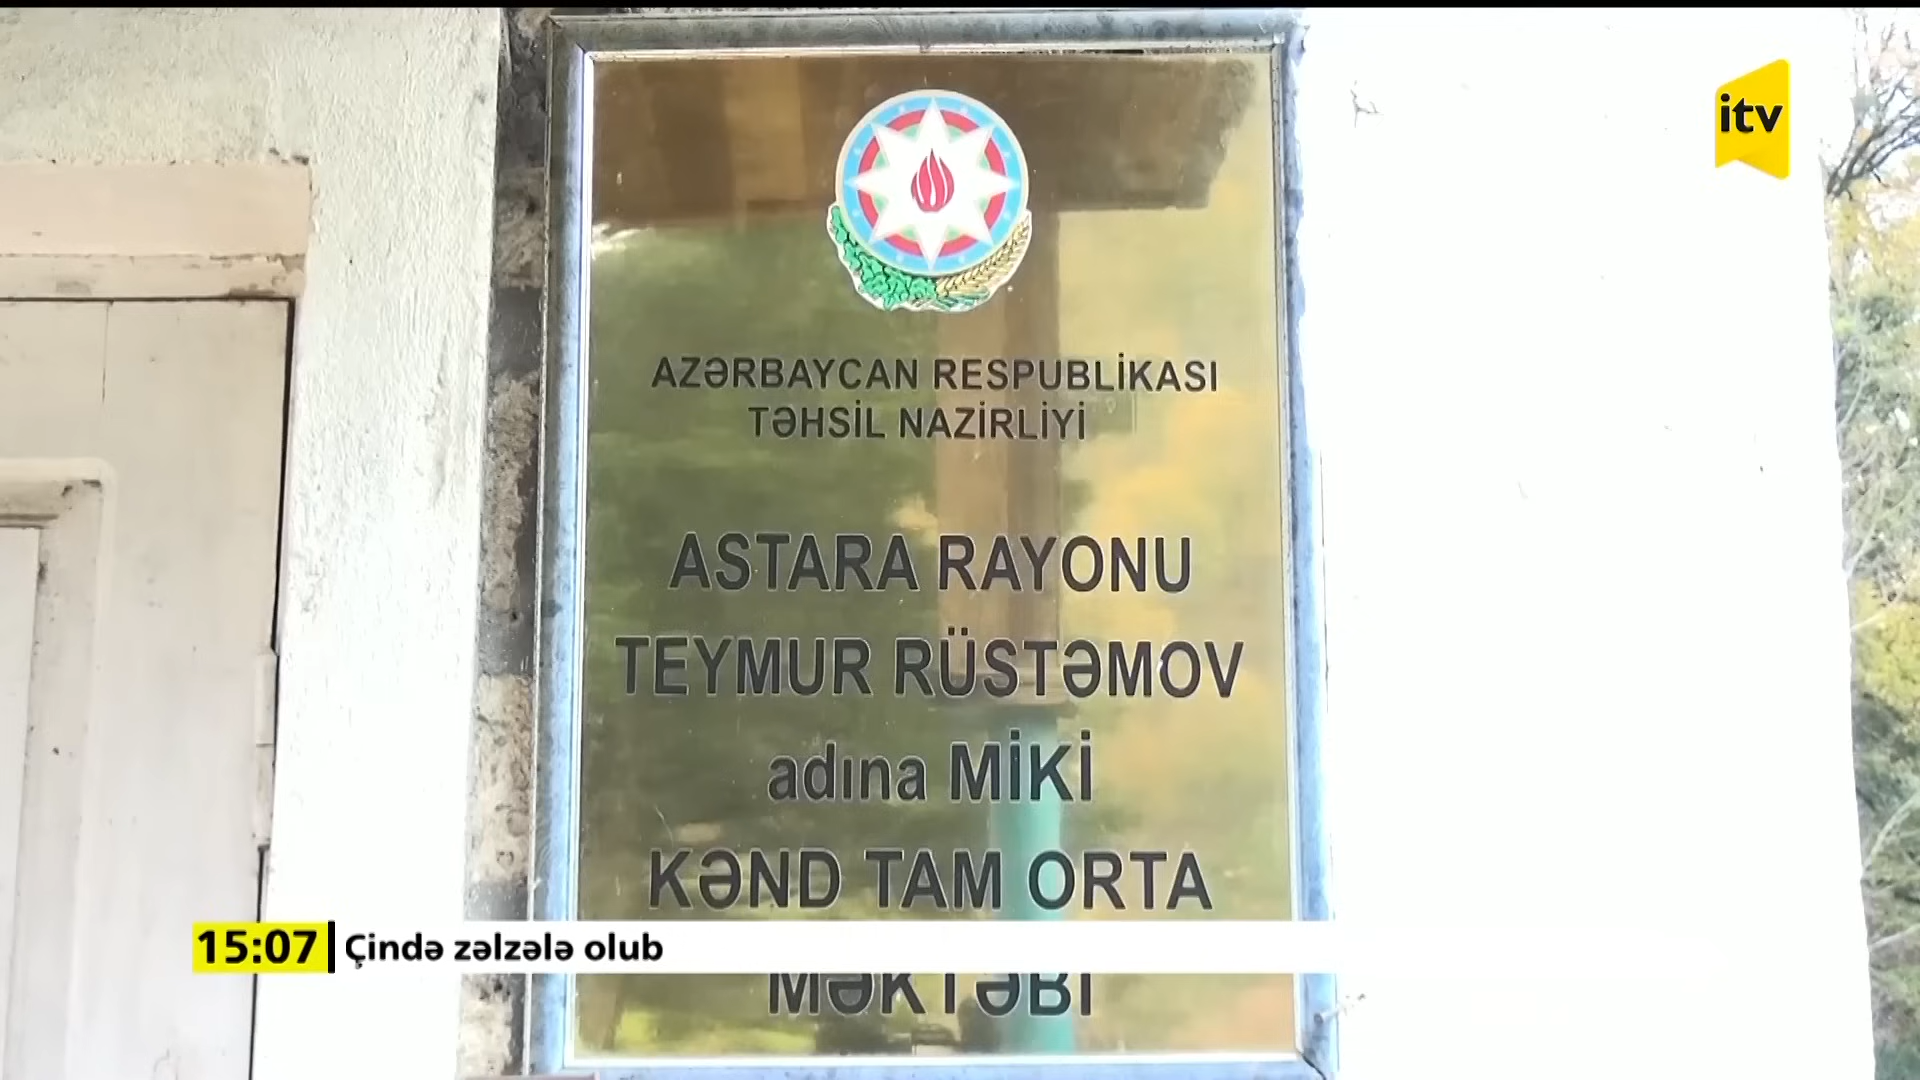 itv
AZƏRBAYCAN RESPUBLİKASI
TƏHSİL NAZİRLİYİ
ASTARA RAYONU
TEYMUR RÜSTƏMOV
adına MİKİ
KƏND TAM ORTA
MƏKTƏBİ
15:07 Çində zəlzələ olub